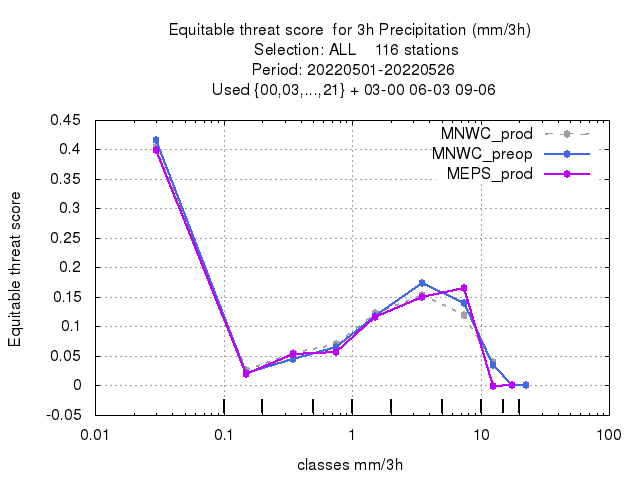 Equitable threat score  for 3h Precipitation (mm/3h)
Selection: ALL    116 stations
Period: 20220501-20220526
Used {00,03,...,21} + 03-00 06-03 09-06
MNWC_prod
MNWC_preop
MEPS_prod
Equitable threat score
0.45
0.4
0.35
0.3
0.25
0.2
0.15
0.1
0.05
0
-0.05
0.01 0.1 1 10 100
classes mm/3h